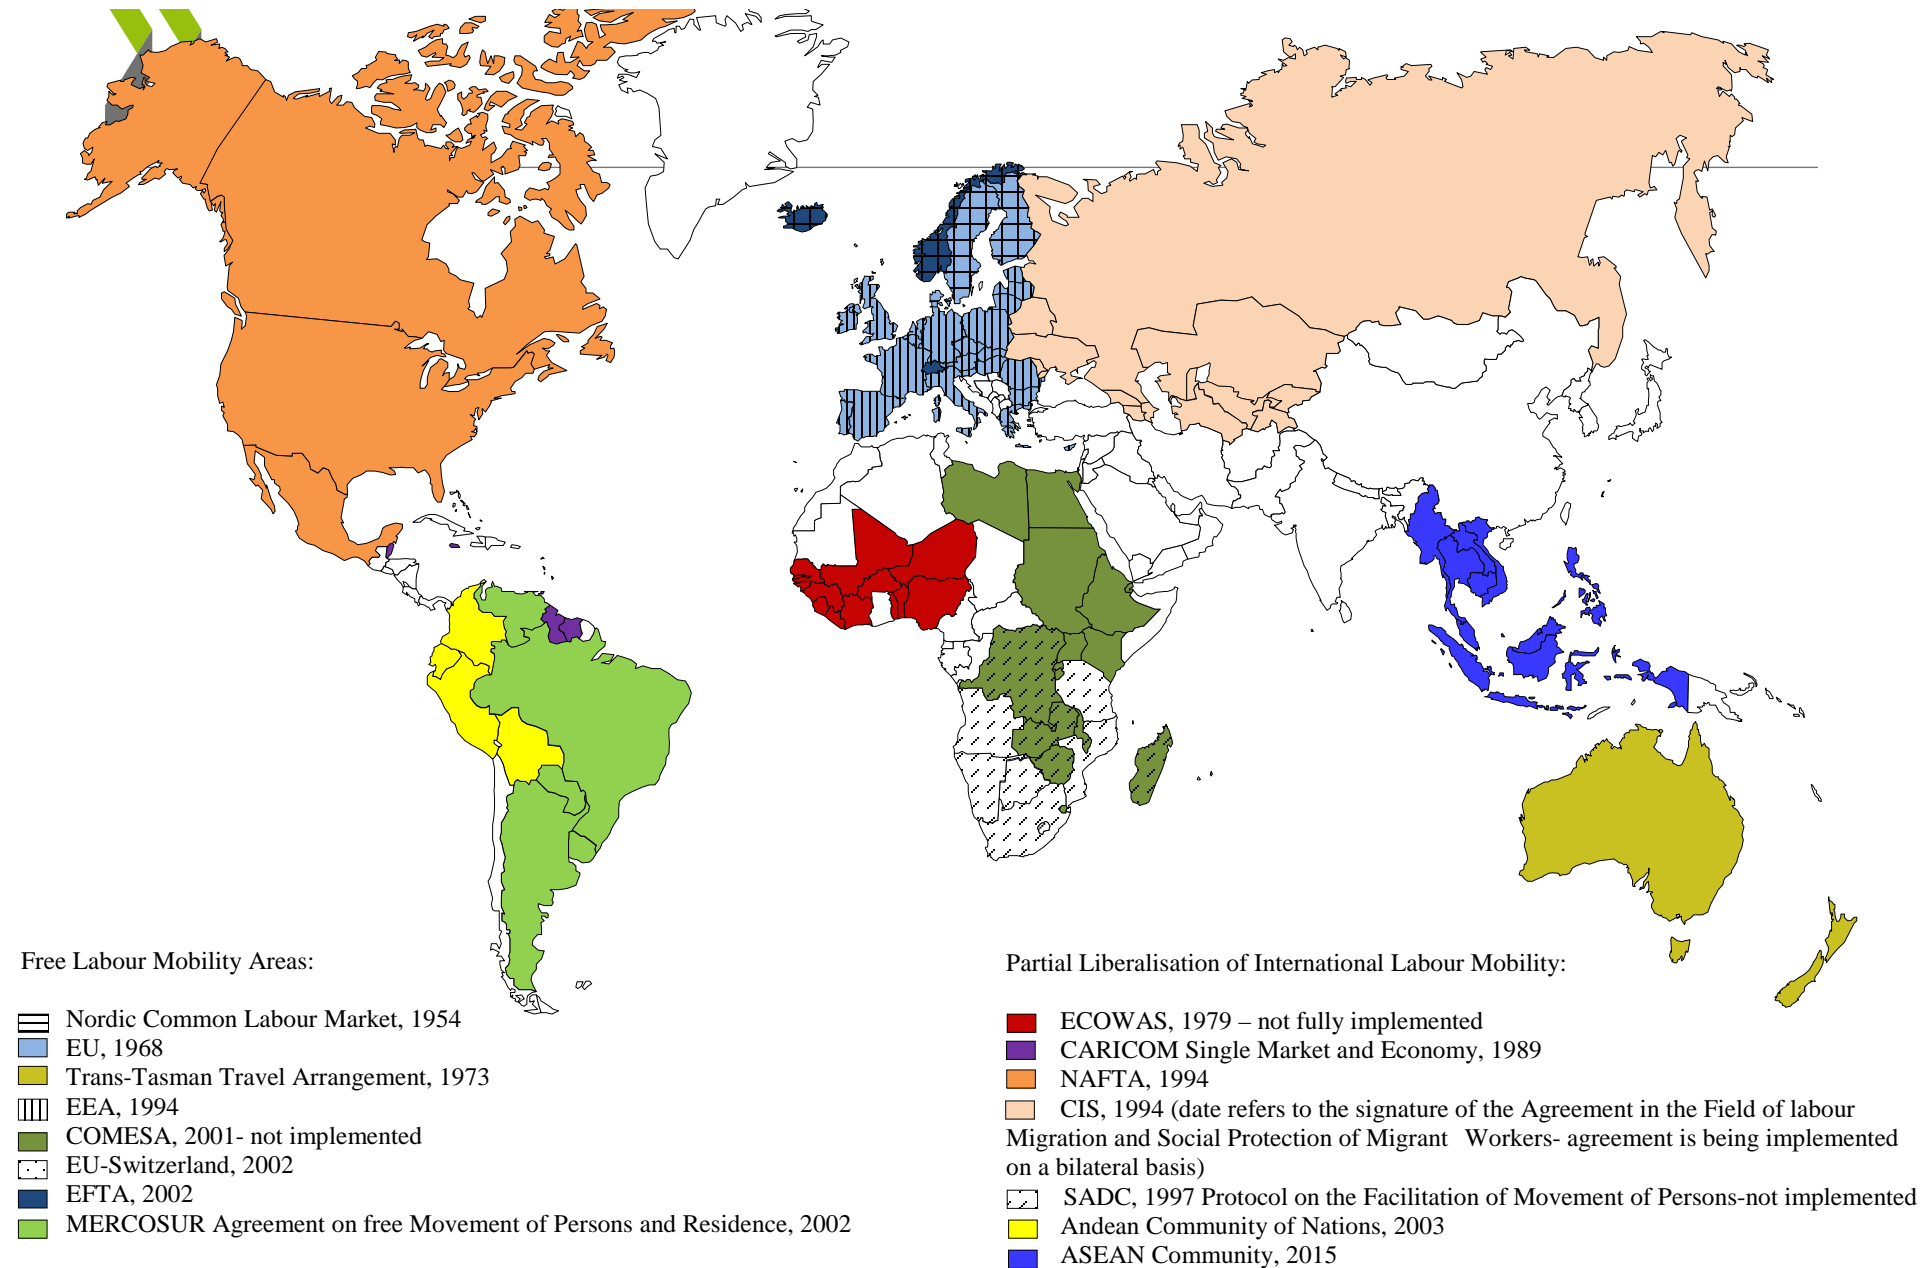 Free Labour Mobility Areas:
Nordic Common Labour Market, 1954
EU, 1968
Trans-Tasman Travel Arrangement, 1973
EEA, 1994
COMESA, 2001- not implemented
EU-Switzerland, 2002
EFTA, 2002
MERCOSUR Agreement on free Movement of Persons and Residence, 2002
Partial Liberalisation of International Labour Mobility:
ECOWAS, 1979 – not fully implemented
CARICOM Single Market and Economy, 1989
NAFTA, 1994
CIS, 1994 (date refers to the signature of the Agreement in the Field of labour
Migration and Social Protection of Migrant Workers- agreement is being implemented
on a bilateral basis)
SADC, 1997 Protocol on the Facilitation of Movement of Persons-not implemented
Andean Community of Nations, 2003
ASEAN Community, 2015